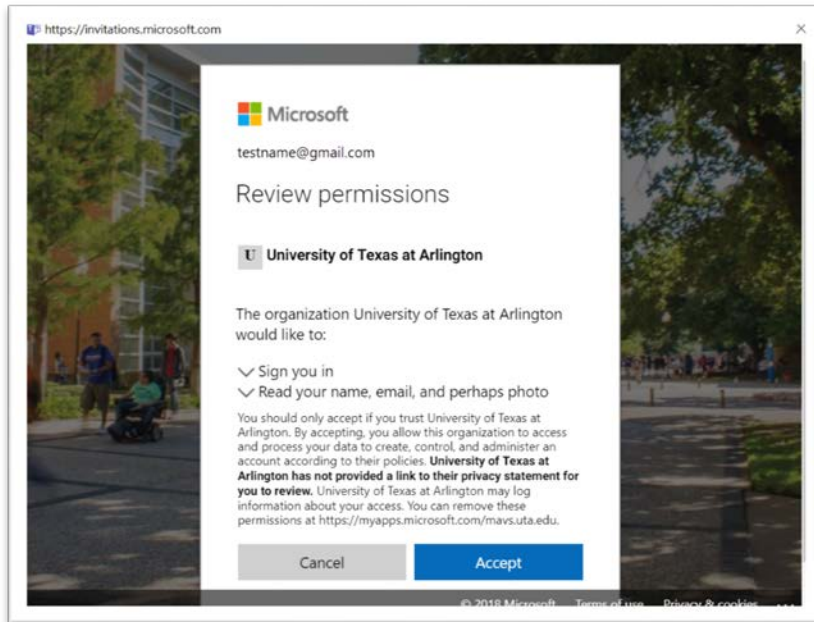 https://invitations.microsoft.com
Microsoft
testname@gmail.com
Review permissions
U University of Texas at Arlington
The organization University of Texas at Arlington
would like to:
Sign you in
Read your name, email, and perhaps photo
You should only accept if you trust University of Texas at
Arlington. By accepting, you allow this organization to access
and process your data to create, control, and administer an
account according to their policies. University of Texas at
Arlington has not provided a link to their privacy statement for
you to review. University of Texas at Arlington may log
information about your access. You can remove these
permissions at https://myapps.microsoft.com/mavs.uta.edu.
Cancel Accept
© 2018 Microsoft Terms of use Privacy & cookies ...